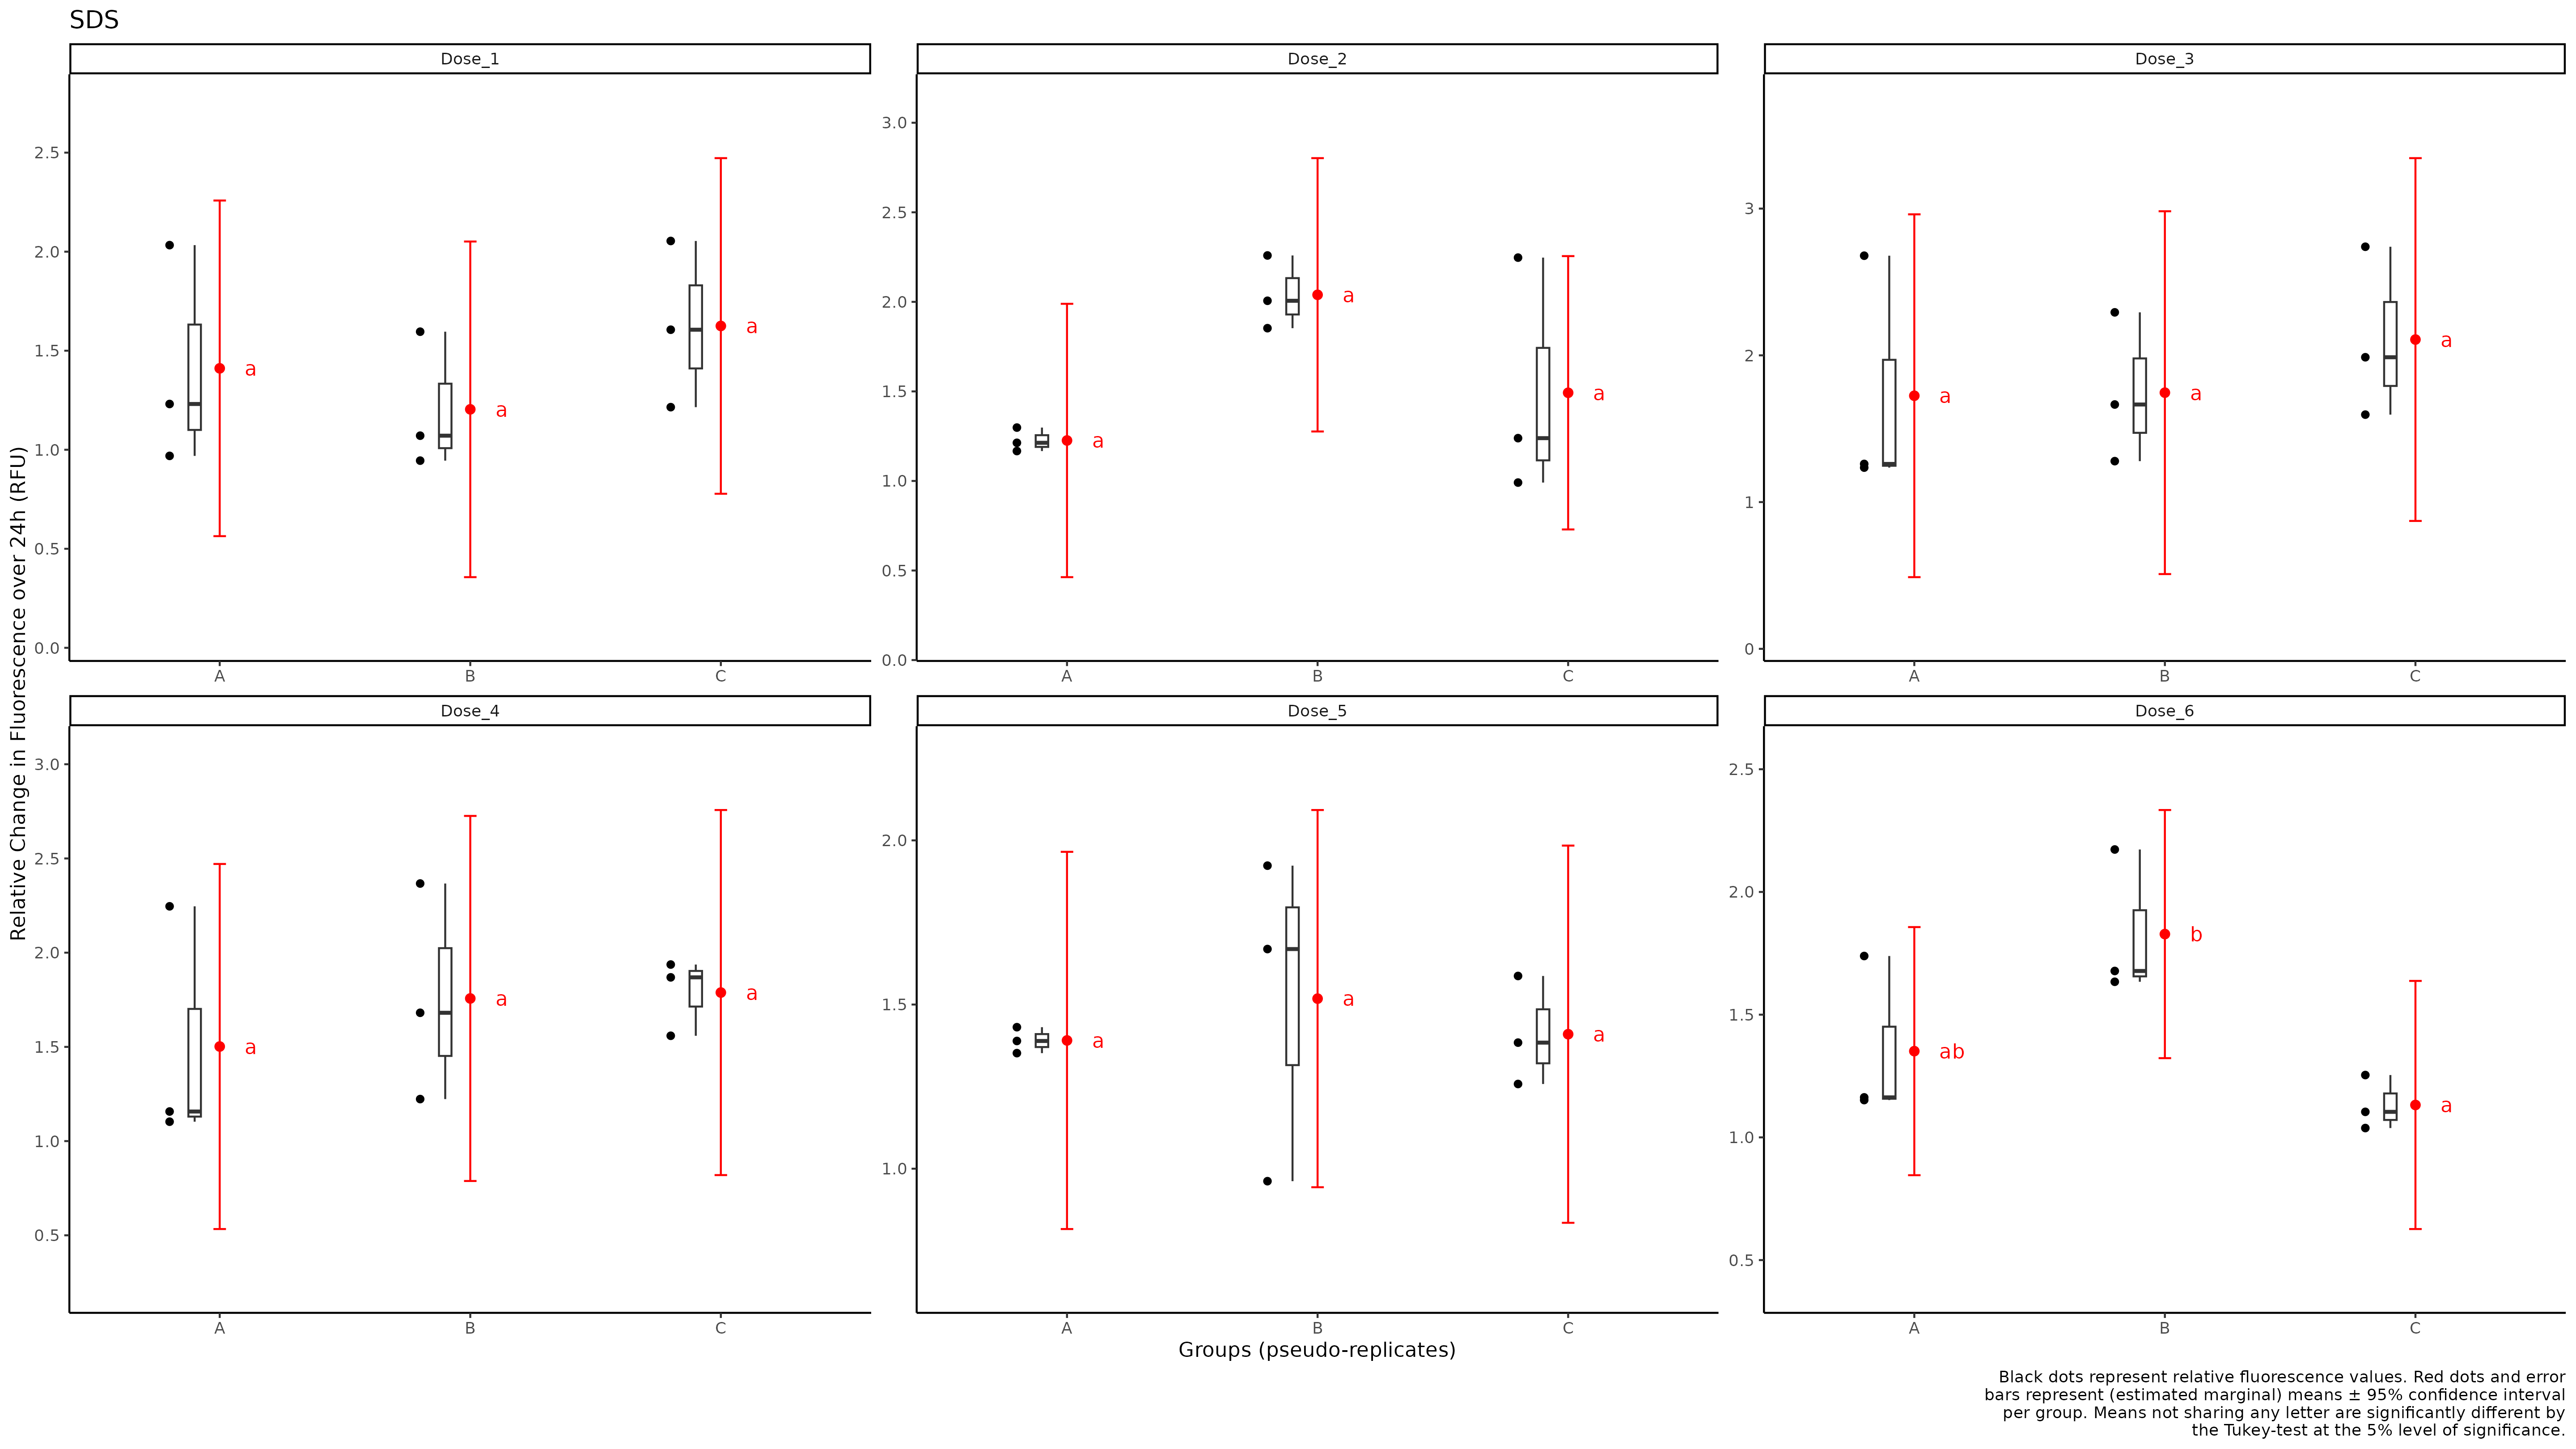 SDS
Relative Change in Fluorescence over 24h (RFU)
Dose_1
2.5
2.0
1.5
1.0
0.5
0.0
a
a
a
A B C
Dose_2
3.0
2.5
2.0
1.5
1.0
0.5
0.0
a
a
a
A B C
Dose_3
3
2
1
0
a
a
a
A B C
Dose_4
3.0
2.5
2.0
1.5
1.0
0.5
a
a
a
A B C
Dose_5
2.0
1.5
1.0
a
a
a
A B C
Dose_6
2.5
2.0
1.5
1.0
0.5
ab
b
a
A B C
Groups (pseudo-replicates)
Black dots represent relative fluorescence values. Red dots and error
bars represent (estimated marginal) means ± 95% confidence interval
per group. Means not sharing any letter are significantly different by
the Tukey-test at the 5% level of significance.